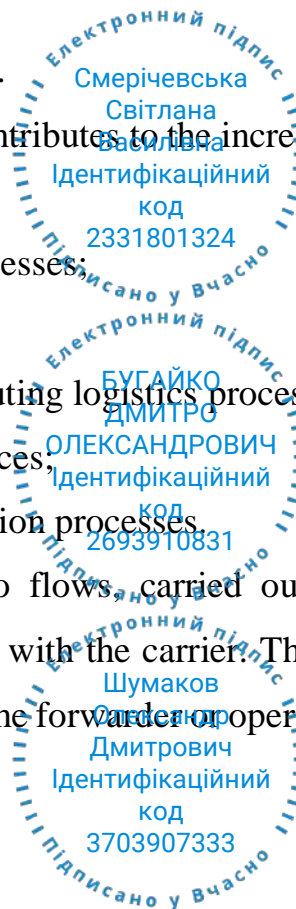 Електронний підпис
Смерічевська
Світлана
Василівна
Ідентифікаційний
код
2331801324
Підписано у Вчасно
.
ntributes to the incre
esses;
Електронний підпис
БУГАЙКО
ДМИТРО
ОЛЕКСАНДРОВИЧ
Ідентифікаційний
код
2693910831
Підписано у Вчасно
uting logistics process
ces;
ion processes.
o flows, carried ou
Електронний підпис
Шумаков
Олександр
Дмитрович
Ідентифікаційний
код
3703907333
Підписано у Вчасно
with the carrier. Th
he forwarder or oper